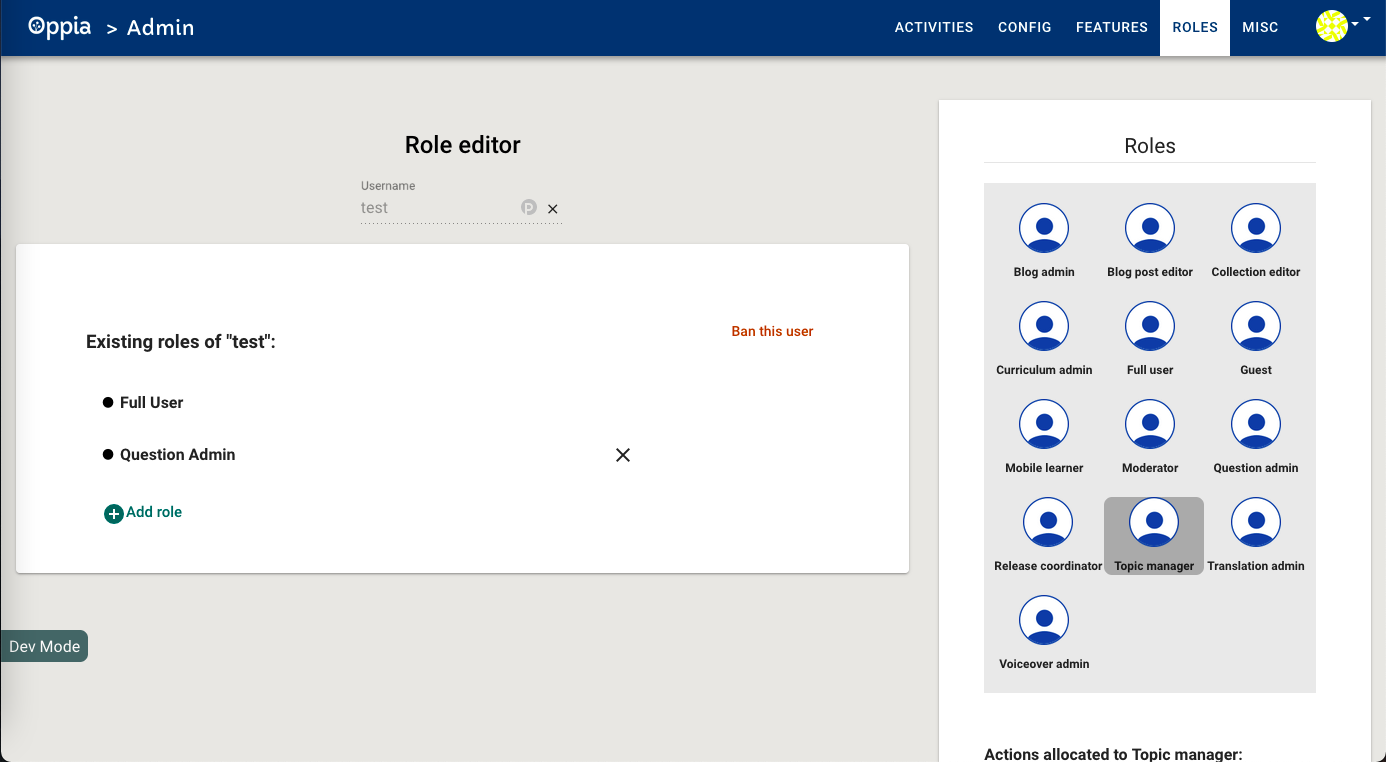 Oppia > Admin ACTIVITIES CONFIG FEATURES ROLES MISC
Role editor
Username
test
Existing roles of "test":
Ban this user
Full User
Question Admin
Add role
Dev Mode
Roles
Blog admin Blog post editor Collection editor
Curriculum admin Full user Guest
Mobile learner Moderator Question admin
Release coordinator Topic manager Translation admin
Voiceover admin
Actions allocated to Topic manager: